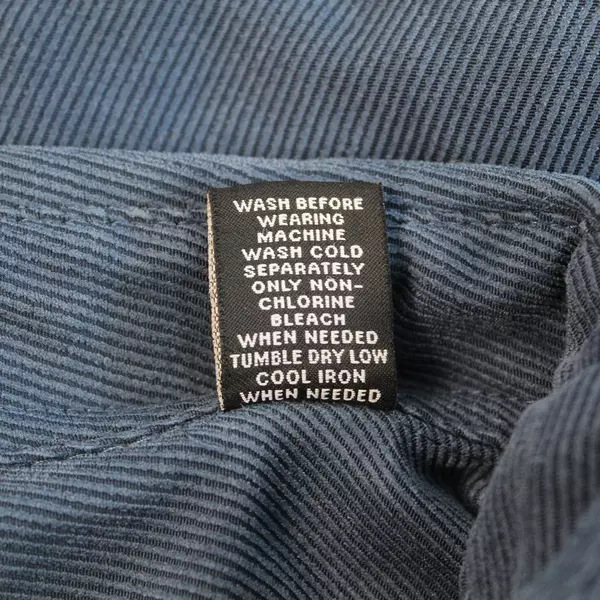 WASH BEFORE
WEARING
MACHINE
WASH COLD
SEPARATELY
ONLY NON-
CHLORINE
BLEACH
WHEN NEEDED
TUMBLE DRY LOW
COOL IRON
WHEN NEEDED